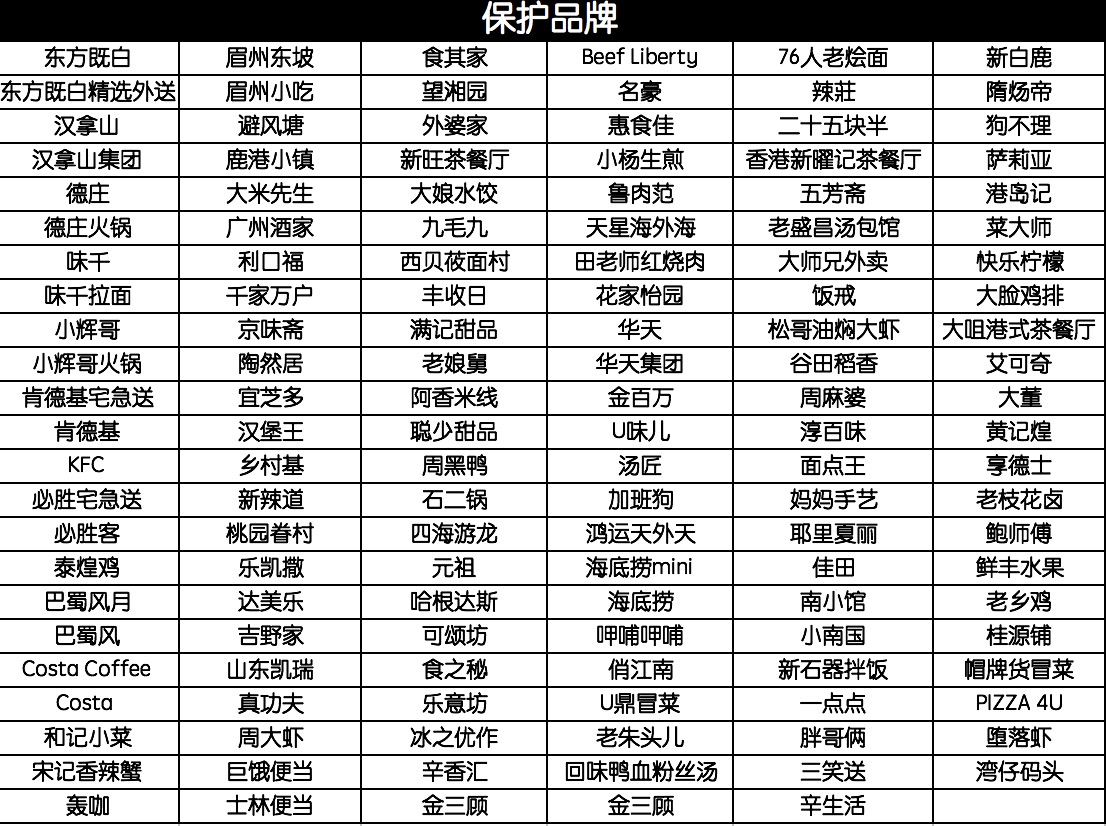 保护品牌
东方既白 眉州东坡 食其家 Beef Liberty 76人老烩面 新白鹿
东方既白精选外送 眉州小吃 望湘园 名豪 辣莊 隋炀帝
汉拿山 避风塘 外婆家 惠食佳 二十五块半 狗不理
汉拿山集团 鹿港小镇 新旺茶餐厅 小杨生煎 香港新曜记茶餐厅 萨莉亚
德庄 大米先生 大娘水饺 鲁肉范 五芳斋 港岛记
德庄火锅 广州酒家 九毛九 天星海外海 老盛昌汤包馆 菜大师
味千 利口福 西贝莜面村 田老师红烧肉 大师兄外卖 快乐柠檬
味千拉面 千家万户 丰收日 花家怡园 饭戒 大脸鸡排
小辉哥 京味斋 满记甜品 华天 松哥油焖大虾 大咀港式茶餐厅
小辉哥火锅 陶然居 老娘舅 华天集团 谷田稻香 艾可奇
肯德基宅急送 宜芝多 阿香米线 金百万 周麻婆 大董
肯德基 汉堡王 聪少甜品 U味儿 淳百味 黄记煌
KFC 乡村基 周黑鸭 汤匠 面点王 享德士
必胜宅急送 新辣道 石二锅 加班狗 妈妈手艺 老枝花卤
必胜客 桃园眷村 四海游龙 鸿运天外天 耶里夏丽 鲍师傅
泰煌鸡 乐凯撒 元祖 海底捞mini 佳田 鲜丰水果
巴蜀风月 达美乐 哈根达斯 海底捞 南小馆 老乡鸡
巴蜀风 吉野家 可颂坊 呷哺呷哺 小南国 桂源铺
Costa Coffee 山东凯瑞 食之秘 俏江南 新石器拌饭 帽牌货冒菜
Costa 真功夫 乐意坊 U鼎冒菜 一点点 PIZZA 4U
和记小菜 周大虾 冰之优作 老朱头儿 胖哥俩 堕落虾
宋记香辣蟹 巨饿便当 辛香汇 回味鸭血粉丝汤 三笑送 湾仔码头
轰咖 士林便当 金三顾 金三顾 辛生活